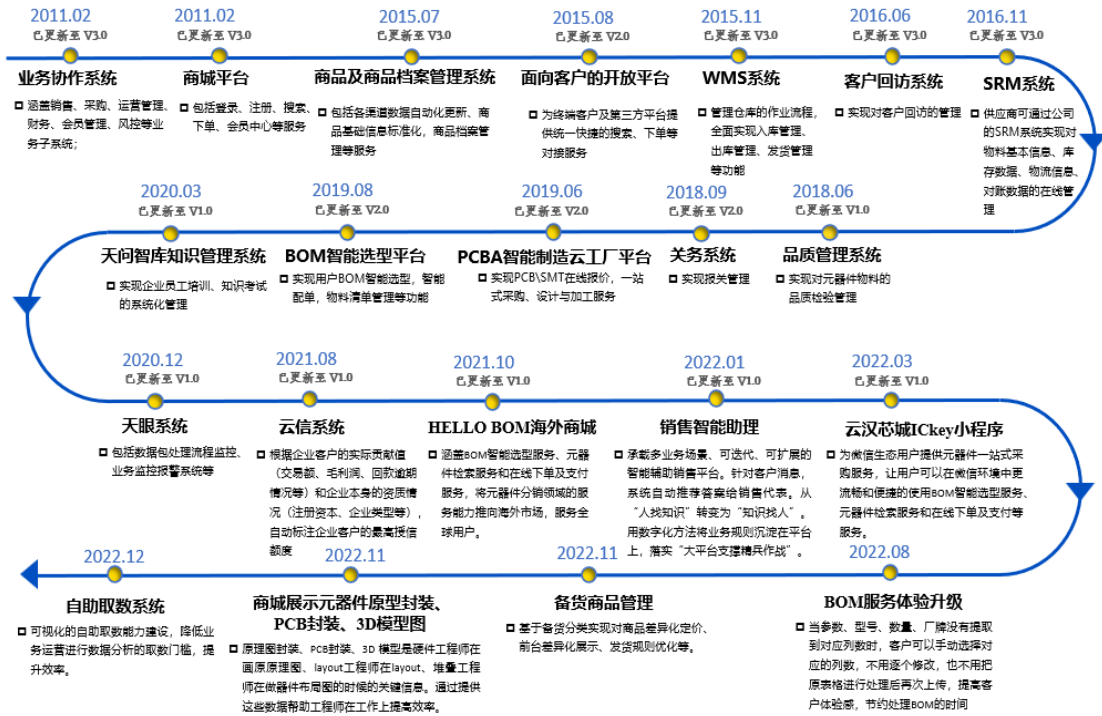 2011.02
已更新至 V3.0
业务协作系统
涵盖销售、采购、运营管理、
财务、会员管理、风控等业
务子系统；
2011.02
已更新至 V3.0
商城平台
包括登录、注册、搜索、
下单、会员中心等服务
2015.07
已更新至 V3.0
商品及商品档案管理系统
包括各渠道数据自动化更新、商
品基础信息标准化，商品档案管
理等服务
2015.08
已更新至 V2.0
面向客户的开放平台
为终端客户及第三方平台提
供统一快捷的搜索、下单等
对接服务
2015.11
已更新至 V3.0
WMS系统
管理仓库的作业流程，
全面实现入库管理、
出库管理、发货管理
等功能
2016.06
已更新至 V3.0
客户回访系统
实现对客户回访的管理
2016.11
已更新至 V3.0
SRM系统
供应商可通过公司
的SRM系统实现对
物料基本信息、库
存数据、物流信息、
对账数据的在线管
理
2020.03
已更新至 V1.0
天问智库知识管理系统
实现企业员工培训、知识考试
的系统化管理
2019.08
已更新至 V2.0
BOM智能选型平台
实现用户BOM智能选型，智能
配单，物料清单管理等功能
2019.06
已更新至 V2.0
PCBA智能制造云工厂平台
实现PCB\SMT在线报价，一站
式采购、设计与加工服务
2018.09
已更新至 V2.0
关务系统
实现报关管理
2018.06
已更新至 V1.0
品质管理系统
实现对元器件物料的
品质检验管理
2020.12
已更新至 V1.0
天眼系统
包括数据包处理流程监控、
业务监控报警系统等
2021.08
已更新至 V1.0
云信系统
根据企业客户的实际贡献值
（交易额、毛利润、回款逾期
情况等）和企业本身的资质情
况（注册资本、企业类型等），
自动标注企业客户的最高授信
额度
2021.10
已更新至 V1.0
HELLO BOM海外商城
涵盖BOM智能选型服务、元器
件检索服务和在线下单及支付
服务，将元器件分销领域的服
务能力推向海外市场，服务全
球用户。
2022.01
已更新至 V1.0
销售智能助理
承载多业务场景、可迭代、可扩展的
智能辅助销售平台。针对客户消息，
系统自动推荐答案给销售代表。从
“人找知识”转变为“知识找人”。
用数字化方法将业务规则沉淀在平台
上，落实“大平台支撑精兵作战”。
2022.03
已更新至 V1.0
云汉芯城ICkey小程序
为微信生态用户提供元器件一站式采
购服务，让用户可以在微信环境中更
流畅和便捷的使用BOM智能选型服务、
元器件检索服务和在线下单及支付等
服务。
2022.12
自助取数系统
可视化的自助取数能力建设，降低业
务运营进行数据分析的取数门槛，提
升效率。
2022.11
商城展示元器件原型封装、
PCB封装、3D模型图
原理图封装、PCB封装、3D 模型是硬件工程师在
画原原理图、layout工程师在layout、堆叠工程
师在做器件布局图的时候的关键信息。通过提供
这些数据帮助工程师在工作上提高效率。
2022.11
备货商品管理
基于备货分类实现对商品差异化定价、
前台差异化展示、发货规则优化等。
2022.08
BOM服务体验升级
当参数、型号、数量、厂牌没有提取
到对应列数时，客户可以手动选择对
应的列数，不用逐个修改，也不用把
原表格进行处理后再次上传，提高客
户体验感，节约处理BOM的时间